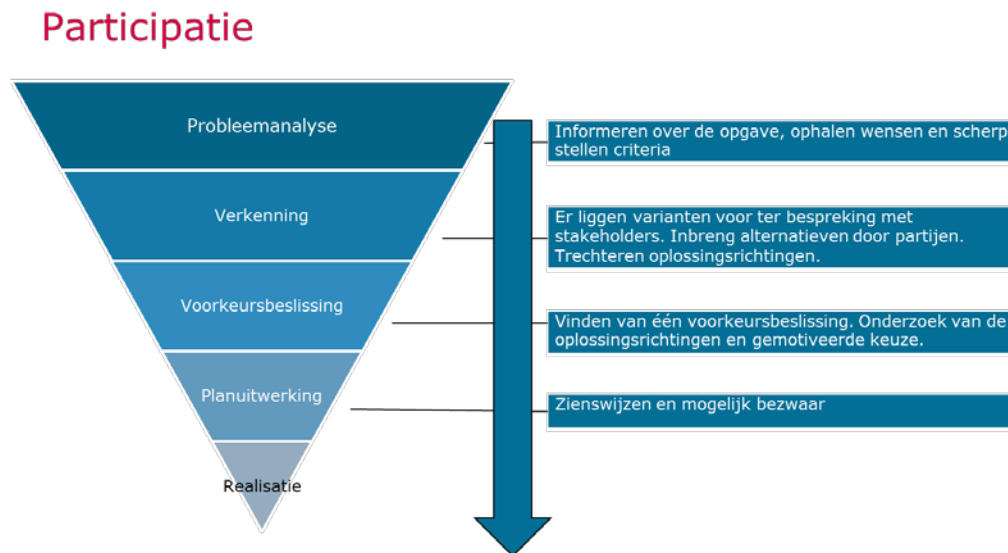 Participatie
Probleemanalyse
Informeren over de opgave, ophalen wensen en scherp
stellen criteria
Verkenning
Er liggen varianten voor ter bespreking met
stakeholders. Inbreng alternatieven door partijen.
Trechteren oplossingsrichtingen.
Voorkeursbeslissing
Vinden van één voorkeursbeslissing. Onderzoek van de
oplossingsrichtingen en gemotiveerde keuze.
Planuitwerking
Zienswijzen en mogelijk bezwaar
Realisatie